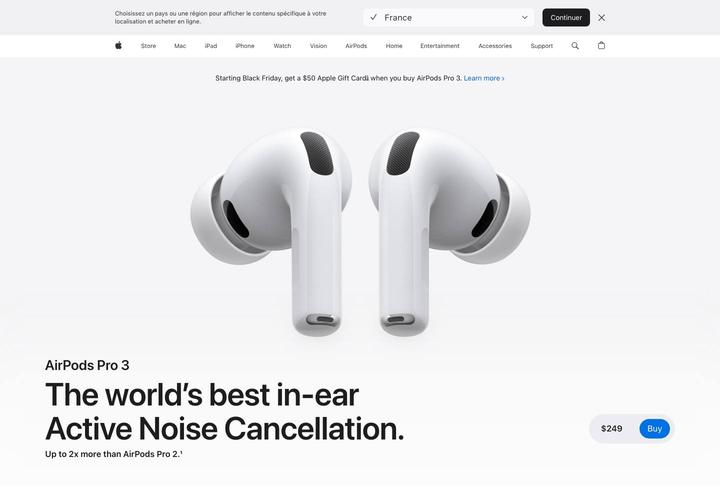 Choisissez un pays ou une région pour afficher le contenu spécifique à votre
localisation et acheter en ligne.
France
Continuer
Store Mac iPad iPhone Watch Vision AirPods Home Entertainment Accessories Support
Starting Black Friday, get a $50 Apple Gift Card when you buy AirPods Pro 3. Learn more >
AirPods Pro 3
The world’s best in-ear
Active Noise Cancellation.
Up to 2x more than AirPods Pro 2.¹
$249 Buy